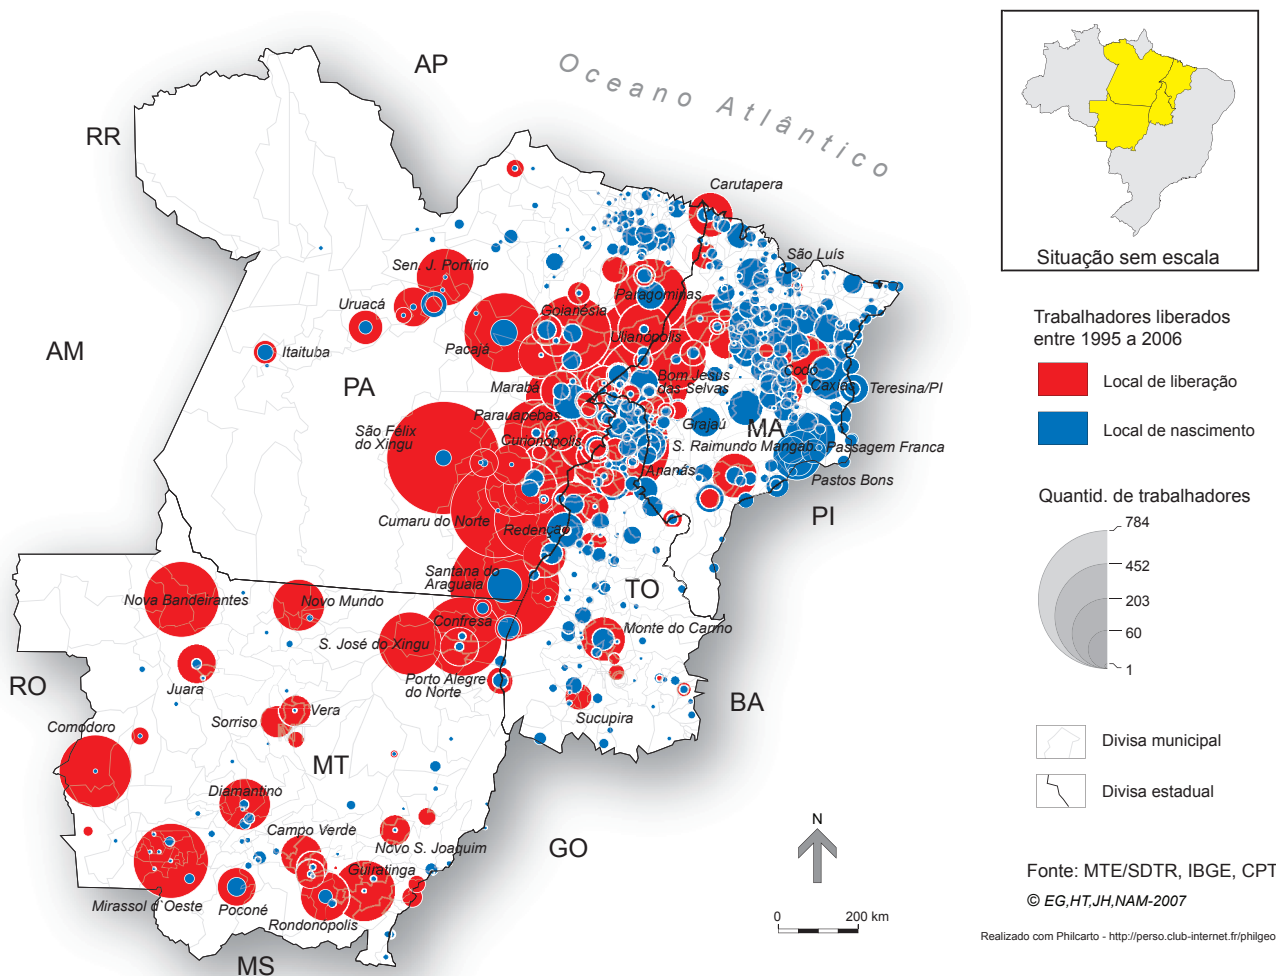 AP
Oceano Atlântico
RR
Carutapera
São Luís
Sen. J. Porfírio
Uruacá
Paragominas
Goianésia
Itaituba
Pacajá
Ulianópolis
AM
PA
Marabá
Bom Jesus
das Selvas
Codó
Caxias
Teresina/PI
Parauapebas
Grajaú
MA
São Félix
do Xingu
Curionópolis
S. Raimundo Mangab.
Passagem Franca
Ananás
Pastos Bons
Cumaru do Norte
Redenção
PI
Santana do
Araguaia
TO
Nova Bandeirantes
Novo Mundo
Confresa
S. José do Xingu
Monte do Carmo
Porto Alegre
do Norte
RO
Juara
BA
Sorriso
Vera
Sucupira
Comodoro
MT
Diamantino
Campo Verde
Novo S. Joaquim
GO
Guiratinga
Mirassol d`Oeste
Poconé
Rondonópolis
MS
N
0
200 km
Situação sem escala
Trabalhadores liberados
entre 1995 a 2006
Local de liberação
Local de nascimento
Quantid. de trabalhadores
784
452
203
60
1
Divisa municipal
Divisa estadual
Fonte: MTE/SDTR, IBGE, CPT
© EG,HT,JH,NAM-2007
Realizado com Philcarto - http://perso.club-internet.fr/philgeo